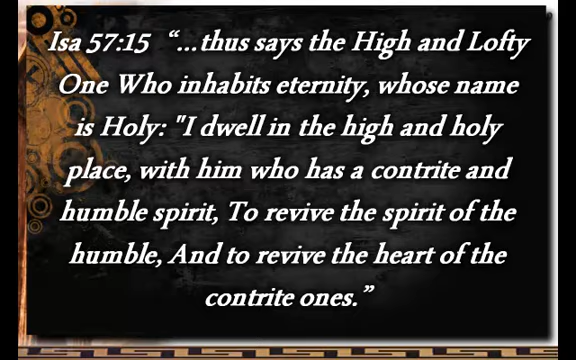 Isa 57:15 “...thus says the High and Lofty
One Who inhabits eternity, whose name
is Holy: "I dwell in the high and holy
place, with him who has a contrite and
humble spirit, To revive the spirit of the
humble, And to revive the heart of the
contrite ones.”